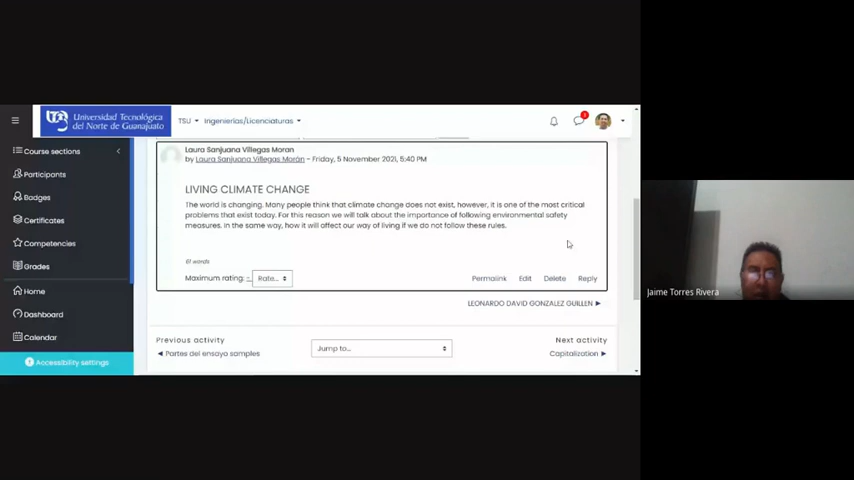 Universidad Tecnológica
del Norte de Guanajuato
TSU
Ingenierías/Licenciaturas
Course sections
Participants
Badges
Certificates
Competencies
Grades
Home
Dashboard
Calendar
Accessibility settings
Laura Sanjuana Villegas Moran
by Laura Sanjuana Villegas Morán - Friday, 5 November 2021, 5:40 PM
LIVING CLIMATE CHANGE
The world is changing. Many people think that climate change does not exist, however, it is one of the most critical
problems that exist today. For this reason we will talk about the importance of following environmental safety
measures. In the same way, how it will affect our way of living if we do not follow these rules.
61 words
Maximum rating: - Rate...
Permalink Edit Delete Reply
LEONARDO DAVID GONZALEZ GUILLEN ►
Previous activity
◄ Partes del ensayo samples
Jump to...
Next activity
Capitalization ►
Jaime Torres Rivera